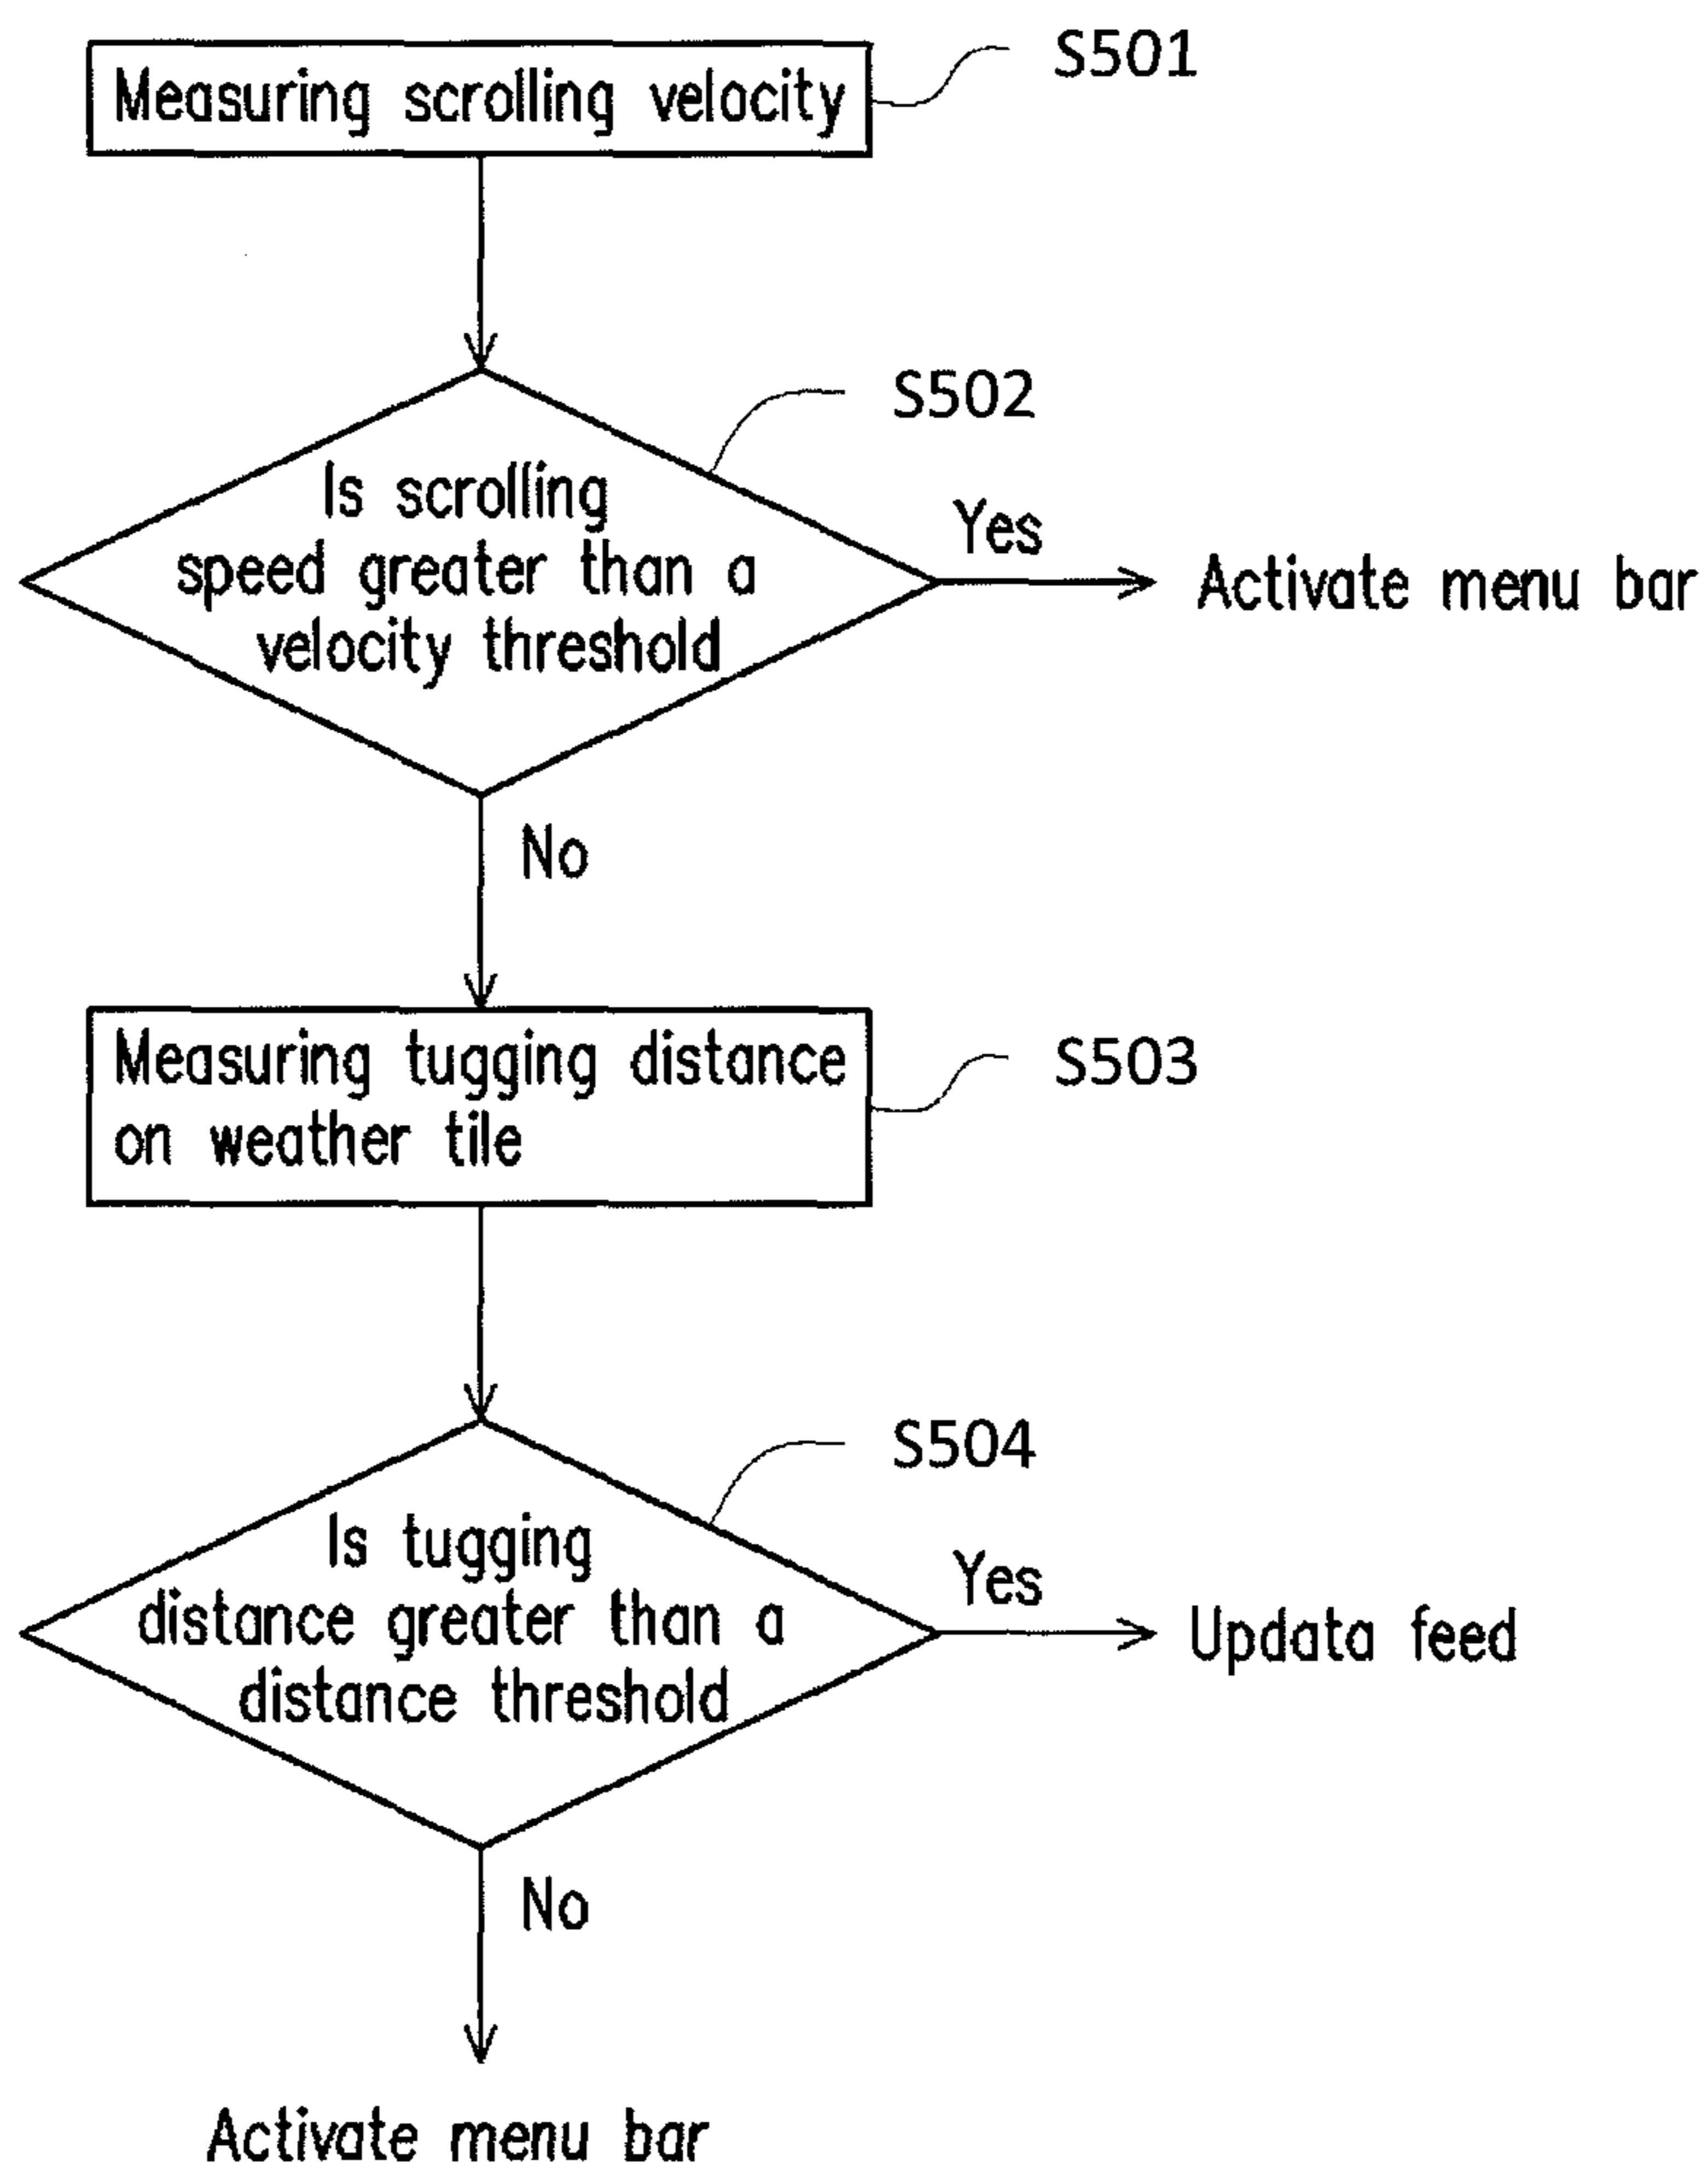 Measuring scrolling velocity
S501
S502
Is scrolling
speed greater than a
velocity threshold
Yes
Activate menu bar
No
Measuring tugging distance
on weather tile
S503
S504
Is tugging
distance greater than a
distance threshold
Yes
Updata feed
No
Activate menu bar